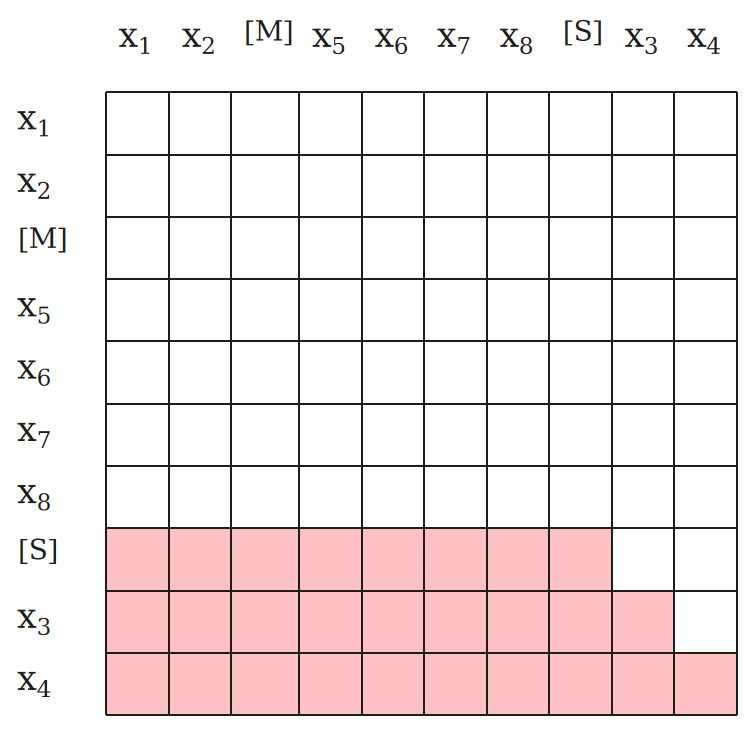 x₁ x₂ [M] x₅ x₆ x₇ x₈ [S] x₃ x₄
x₁
x₂
[M]
x₅
x₆
x₇
x₈
[S]
x₃
x₄